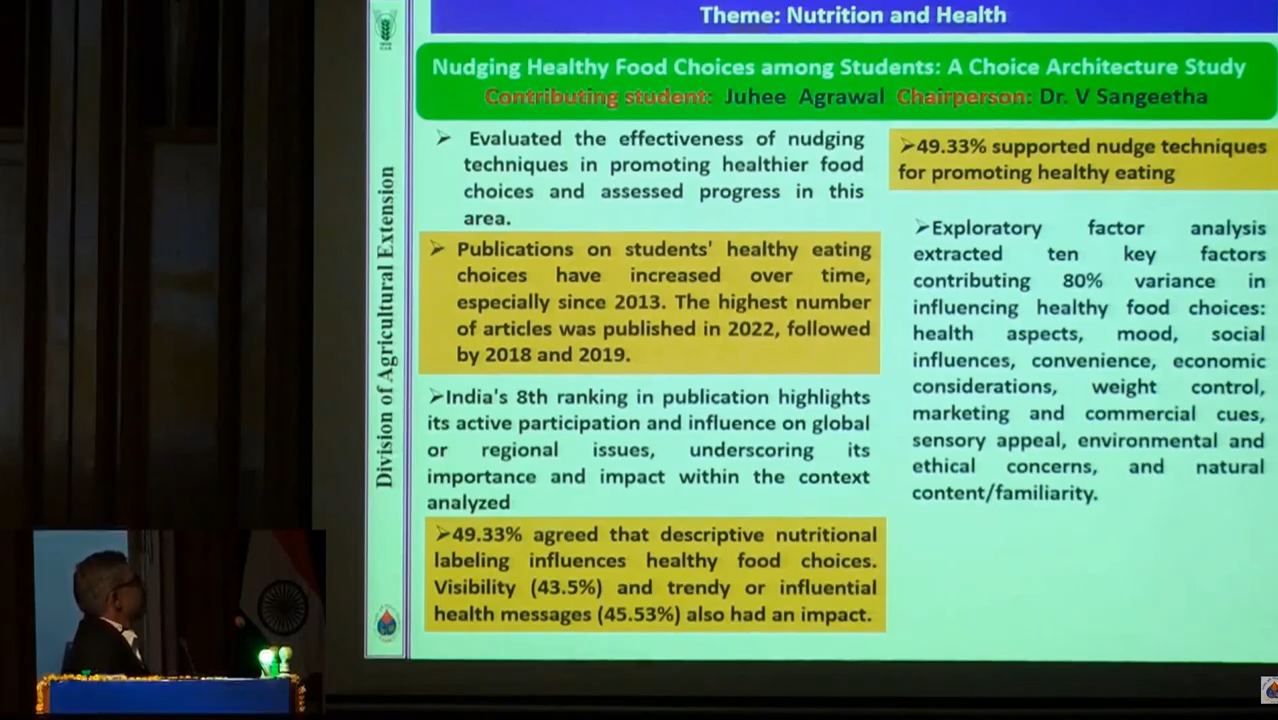 Theme: Nutrition and Health
Nudging Healthy Food Choices among Students: A Choice Architecture Study
Contributing student: Juhee Agrawal Chairperson: Dr. V Sangeetha
Division of Agricultural Extension
➢ Evaluated the effectiveness of nudging
techniques in promoting healthier food
choices and assessed progress in this
area.
➢ Publications on students' healthy eating
choices have increased over time,
especially since 2013. The highest number
of articles was published in 2022, followed
by 2018 and 2019.
➢India's 8th ranking in publication highlights
its active participation and influence on global
or regional issues, underscoring its
importance and impact within the context
analyzed
➢49.33% agreed that descriptive nutritional
labeling influences healthy food choices.
Visibility (43.5%) and trendy or influential
health messages (45.53%) also had an impact.
➢49.33% supported nudge techniques
for promoting healthy eating
➢Exploratory factor analysis
extracted ten key factors
contributing 80% variance in
influencing healthy food choices:
health aspects, mood, social
influences, convenience, economic
considerations, weight control,
marketing and commercial cues,
sensory appeal, environmental and
ethical concerns, and natural
content/familiarity.